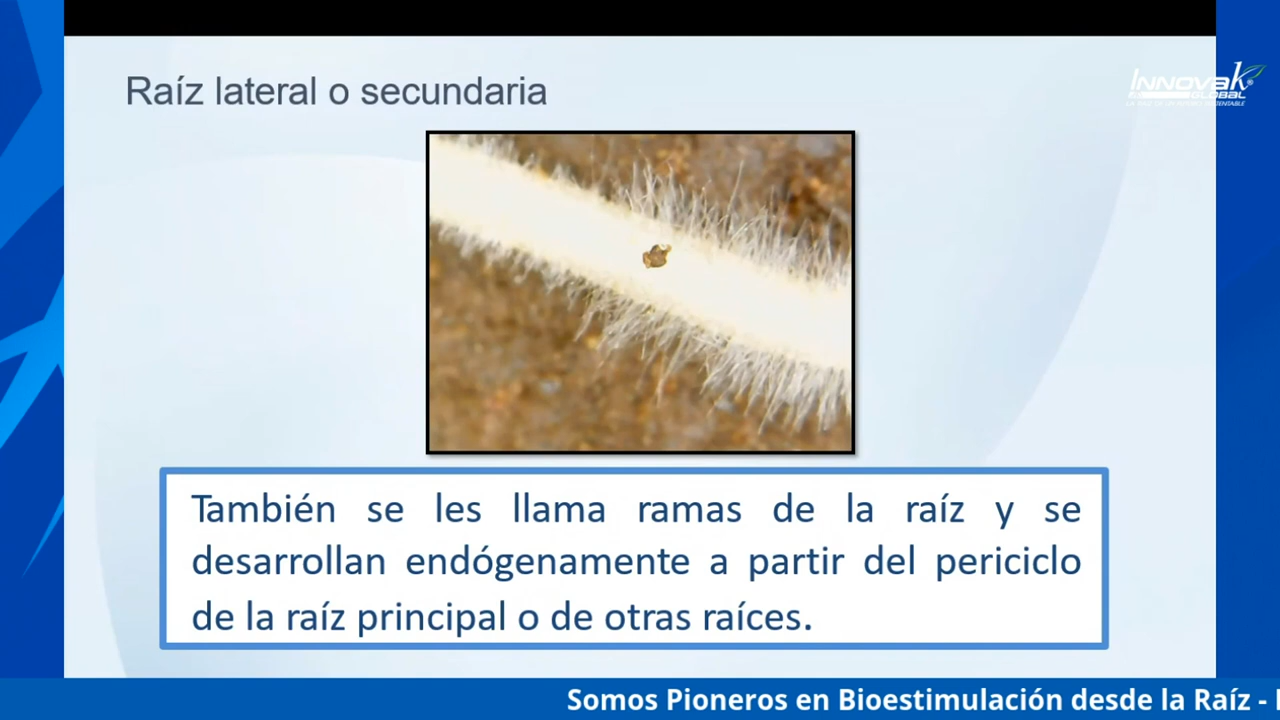 Raíz lateral o secundaria
Innovak
GLOBAL
También se les llama ramas de la raíz y se
desarrollan endógenamente a partir del periciclo
de la raíz principal o de otras raíces.
Somos Pioneros en Bioestimulación desde la Raíz -